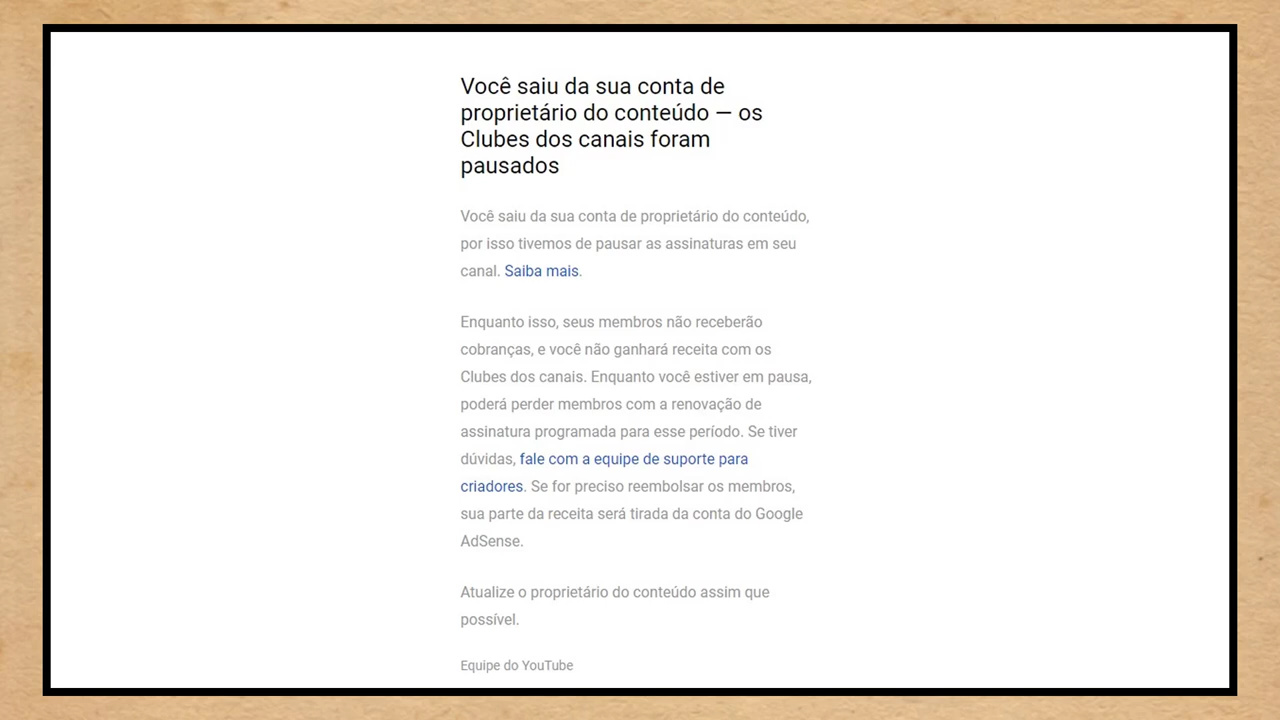 Você saiu da sua conta de
proprietário do conteúdo — os
Clubes dos canais foram
pausados
Você saiu da sua conta de proprietário do conteúdo,
por isso tivemos de pausar as assinaturas em seu
canal. Saiba mais.
Enquanto isso, seus membros não receberão
cobranças, e você não ganhará receita com os
Clubes dos canais. Enquanto você estiver em pausa,
poderá perder membros com a renovação de
assinatura programada para esse período. Se tiver
dúvidas, fale com a equipe de suporte para
criadores. Se for preciso reembolsar os membros,
sua parte da receita será tirada da conta do Google
AdSense.
Atualize o proprietário do conteúdo assim que
possível.
Equipe do YouTube